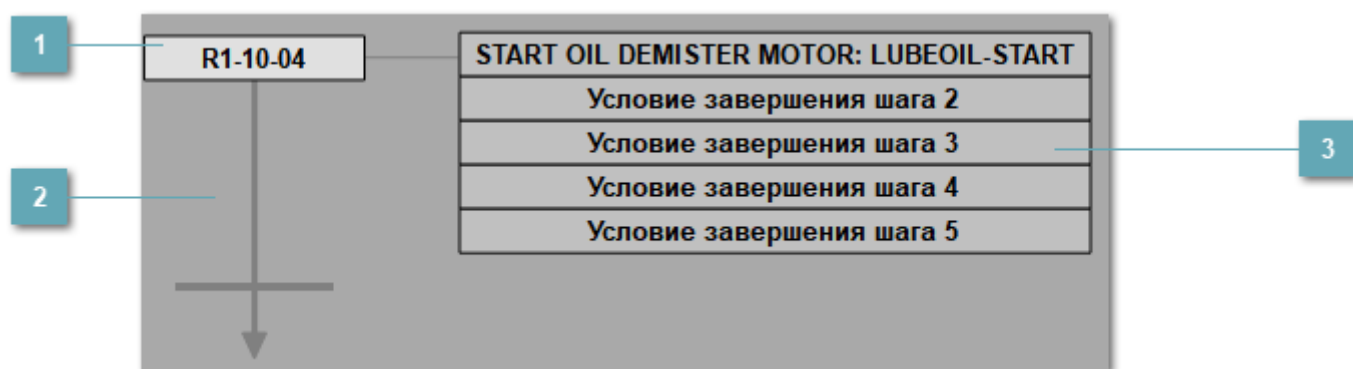 1
R1-10-04
START OIL DEMISTER MOTOR: LUBEOIL-START
Условие завершения шага 2
Условие завершения шага 3
3
2
Условие завершения шага 4
Условие завершения шага 5